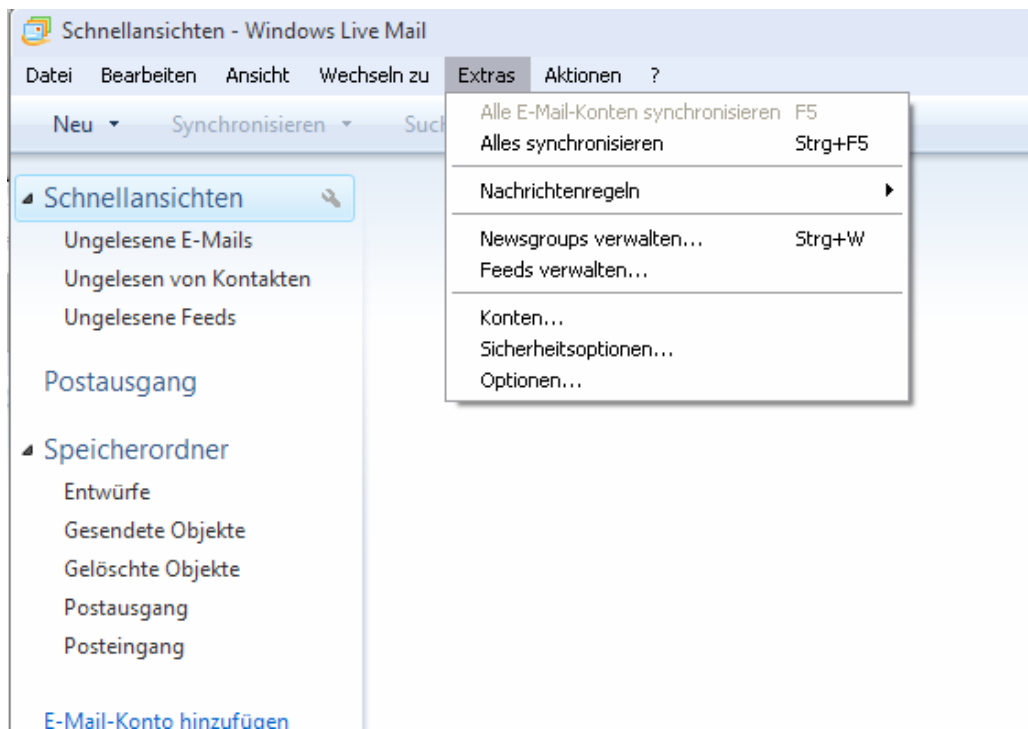 Schnellansichten - Windows Live Mail
Datei Bearbeiten Ansicht Wechseln zu Extras Aktionen ?
Neu Synchronisieren
Alle E-Mail-Konten synchronisieren F5
Alles synchronisieren Strg+F5
Nachrichtenregeln
Newsgroups verwalten... Strg+W
Feeds verwalten...
Konten...
Sicherheitsoptionen...
Optionen...
Schnellansichten
Ungelesene E-Mails
Ungelesen von Kontakten
Ungelesene Feeds
Postausgang
Speicherordner
Entwürfe
Gesendete Objekte
Gelöschte Objekte
Postausgang
Posteingang
E-Mail-Konto hinzufügen